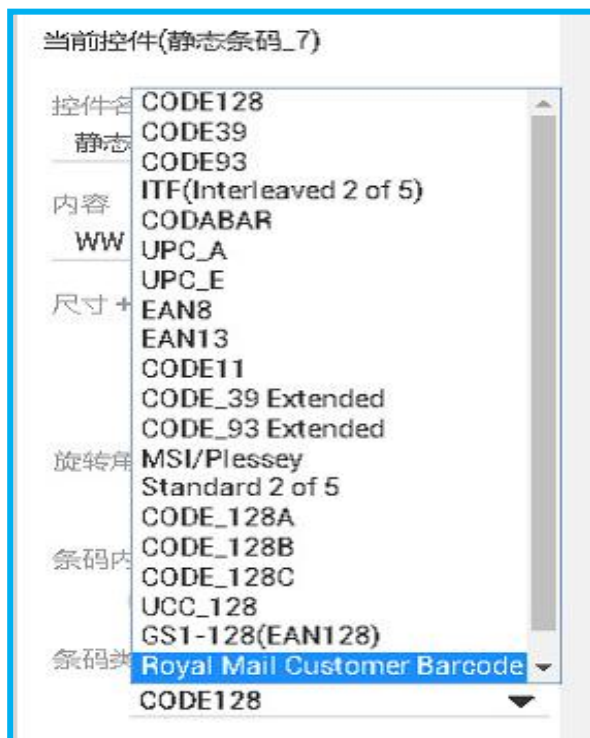 当前控件(静态条码_7)
控件名
静态
内容
WW
尺寸 +
旋转角
条码内
条码类
CODE128
CODE39
CODE93
ITF(Interleaved 2 of 5)
CODABAR
UPC_A
UPC_E
EAN8
EAN13
CODE11
CODE_39 Extended
CODE_93 Extended
MSI/Plessey
Standard 2 of 5
CODE_128A
CODE_128B
CODE_128C
UCC_128
GS1-128(EAN128)
Royal Mail Customer Barcode
CODE128